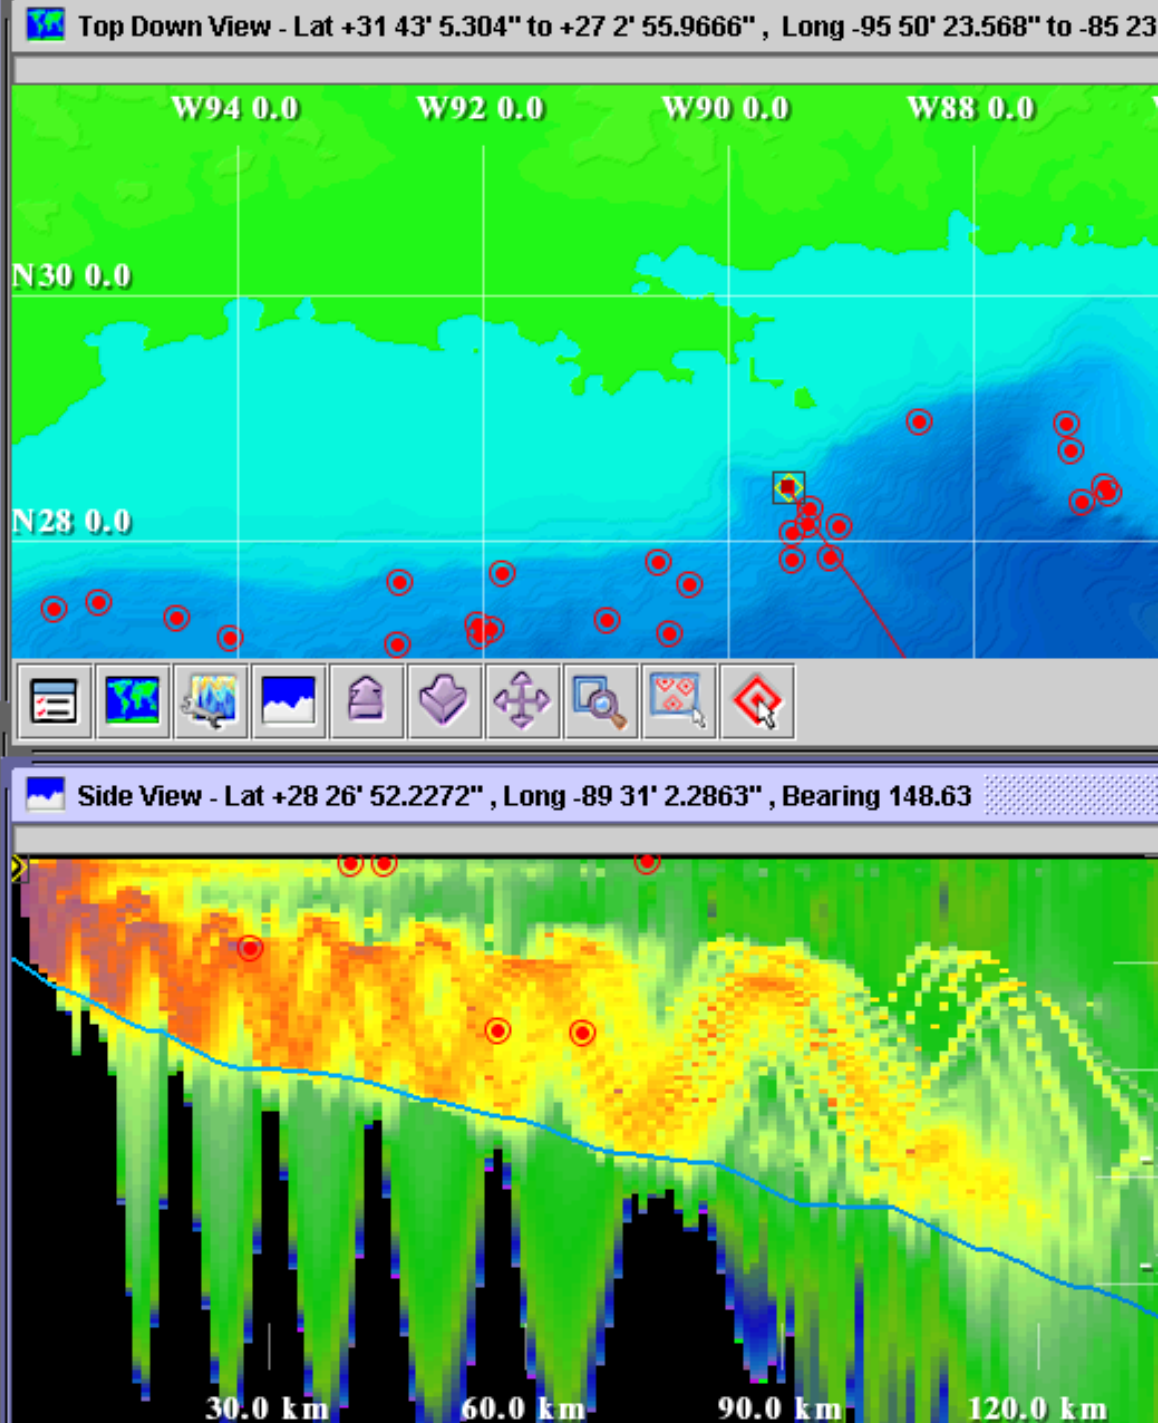 Top Down View - Lat +31 43' 5.304" to +27 2' 55.9666" , Long -95 50' 23.568" to -85 23
W94 0.0 W92 0.0 W90 0.0 W88 0.0
N30 0.0
N28 0.0
Side View - Lat +28 26' 52.2272" , Long -89 31' 2.2863" , Bearing 148.63
30.0 km 60.0 km 90.0 km 120.0 km